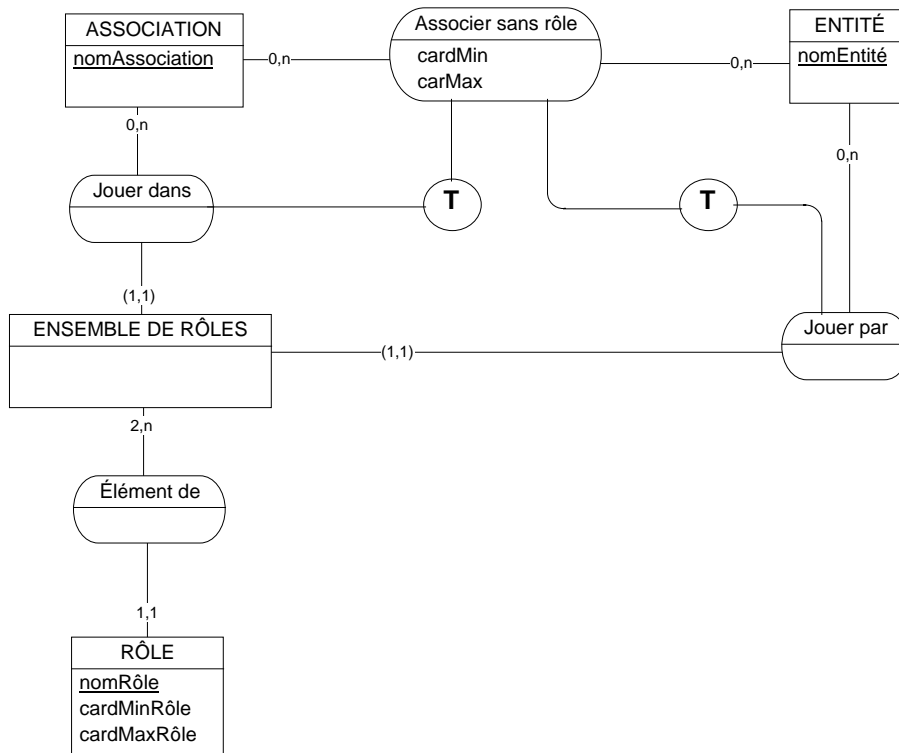 ASSOCIATION
nomAssociation
0,n
Associer sans rôle
cardMin
carMax
0,n
ENTITÉ
nomEntité
0,n
0,n
Jouer dans
T
T
(1,1)
ENSEMBLE DE RÔLES
(1,1)
Jouer par
2,n
Élément de
1,1
RÔLE
nomRôle
cardMinRôle
cardMaxRôle